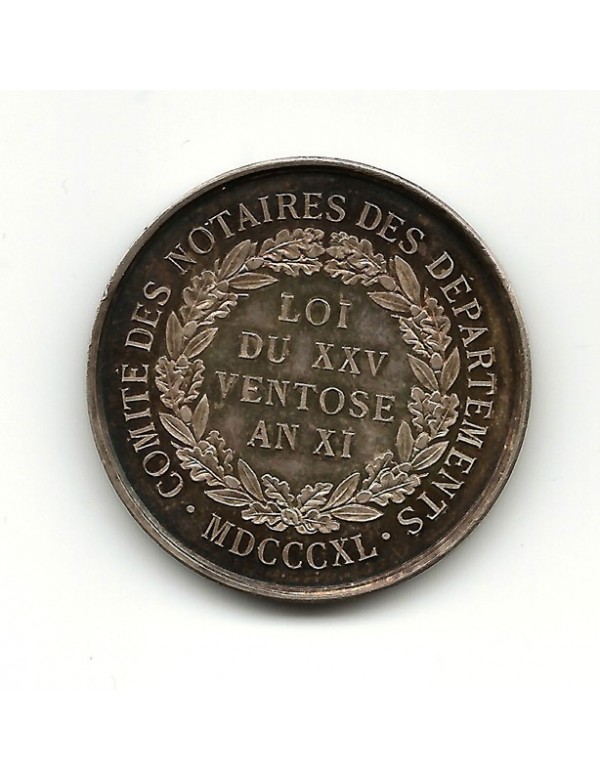 COMITÉ DES NOTAIRES DES DÉPARTEMENTS
LOI
DU XXV
VENTOSE
AN XI
· MDCCCXL ·